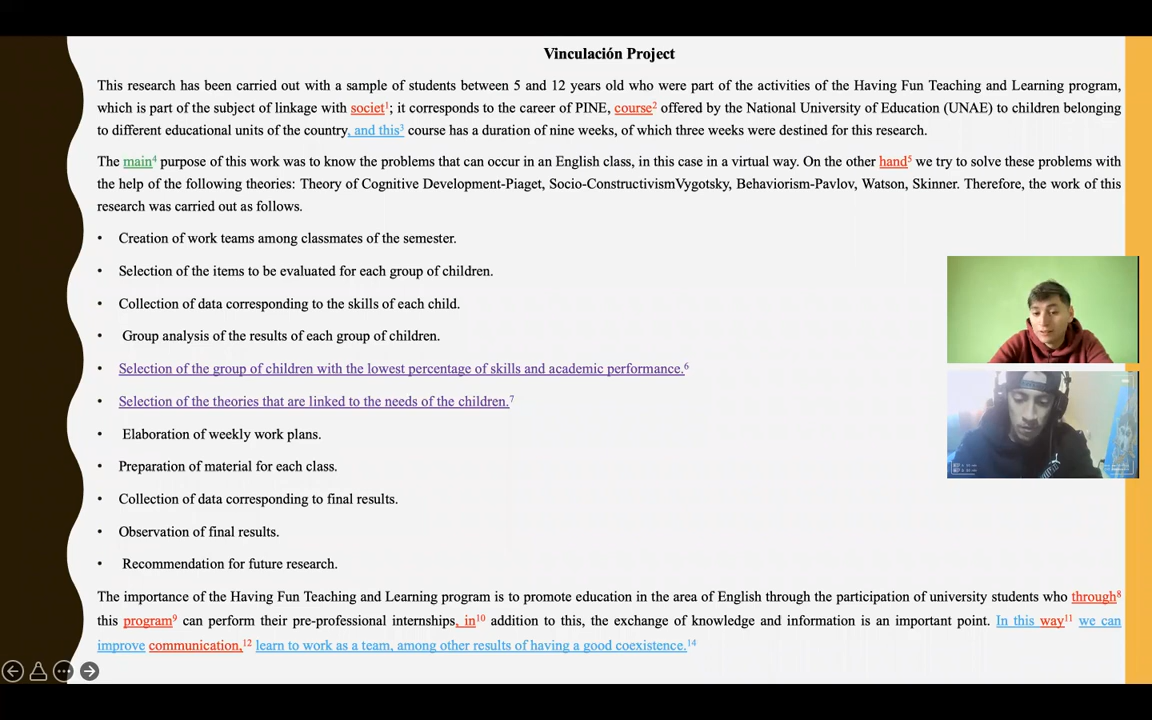 Vinculación Project
This research has been carried out with a sample of students between 5 and 12 years old who were part of the activities of the Having Fun Teaching and Learning program,
which is part of the subject of linkage with societ¹; it corresponds to the career of PINE, course² offered by the National University of Education (UNAE) to children belonging
to different educational units of the country, and this³ course has a duration of nine weeks, of which three weeks were destined for this research.
The main⁴ purpose of this work was to know the problems that can occur in an English class, in this case in a virtual way. On the other hand⁵ we try to solve these problems with
the help of the following theories: Theory of Cognitive Development-Piaget, Socio-ConstructivismVygotsky, Behaviorism-Pavlov, Watson, Skinner. Therefore, the work of this
research was carried out as follows.
• Creation of work teams among classmates of the semester.
• Selection of the items to be evaluated for each group of children.
• Collection of data corresponding to the skills of each child.
• Group analysis of the results of each group of children.
• Selection of the group of children with the lowest percentage of skills and academic performance.⁶
• Selection of the theories that are linked to the needs of the children.⁷
• Elaboration of weekly work plans.
• Preparation of material for each class.
• Collection of data corresponding to final results.
• Observation of final results.
• Recommendation for future research.
The importance of the Having Fun Teaching and Learning program is to promote education in the area of English through the participation of university students who through⁸
this program⁹ can perform their pre-professional internships, in¹⁰ addition to this, the exchange of knowledge and information is an important point. In this way¹¹ we can
improve communication,¹² learn to work as a team, among other results of having a good coexistence.¹⁴